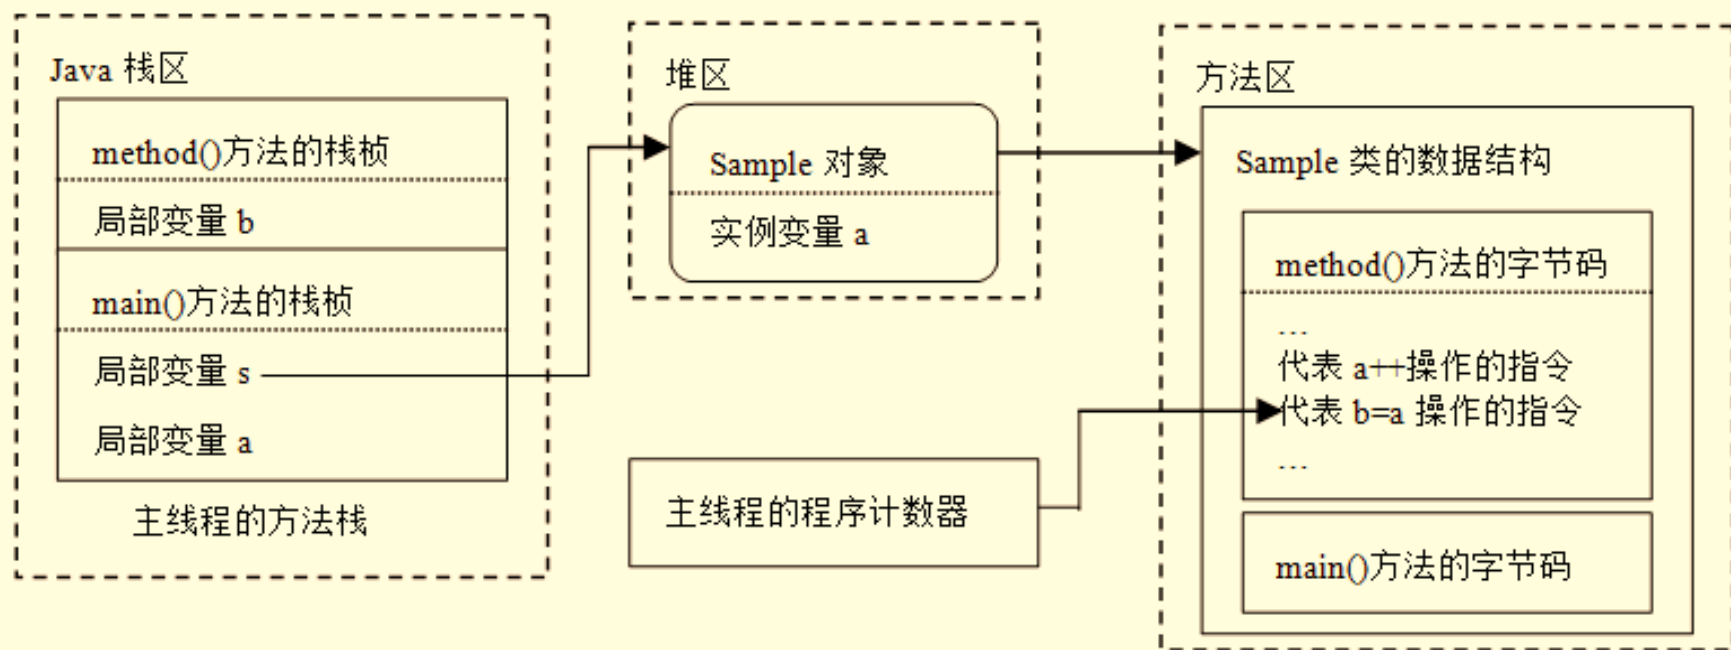 Java 栈区
method()方法的栈桢
局部变量 b
main()方法的栈桢
局部变量 s
局部变量 a
主线程的方法栈
堆区
Sample 对象
实例变量 a
主线程的程序计数器
方法区
Sample 类的数据结构
method()方法的字节码
...
代表 a++操作的指令
代表 b=a 操作的指令
...
main()方法的字节码